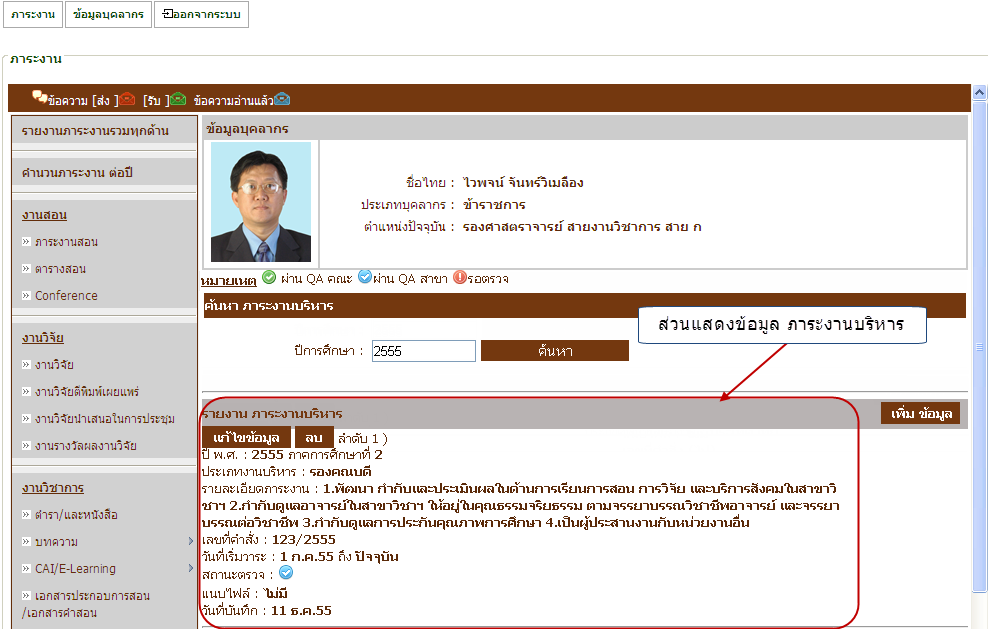 ภาระงาน ข้อมูลบุคลากร ออกจากระบบ
ภาระงาน
ข้อความ [ส่ง ] [รับ ] ข้อความอ่านแล้ว
รายงานภาระงานรวมทุกด้าน
คำนวนภาระงาน ต่อปี
งานสอน
ภาระงานสอน
ตารางสอน
Conference
งานวิจัย
งานวิจัย
งานวิจัยตีพิมพ์เผยแพร่
งานวิจัยนำเสนอในการประชุม
งานรางวัลผลงานวิจัย
งานวิชาการ
ตำรา/และหนังสือ
บทความ
CAI/E-Learning
เอกสารประกอบการสอน
/เอกสารคำสอน
ข้อมูลบุคลากร
ชื่อไทย : ไวพจน์ จันทร์วิเมลือง
ประเภทบุคลากร : ข้าราชการ
ตำแหน่งปัจจุบัน : รองศาสตราจารย์ สายงานวิชาการ สาย ก
หมายเหตุ ผ่าน QA คณะ ผ่าน QA สาขา รอตรวจ
ค้นหา ภาระงานบริหาร
ส่วนแสดงข้อมูล ภาระงานบริหาร
ปีการศึกษา : 2555 ค้นหา
รายงาน ภาระงานบริหาร เพิ่ม ข้อมูล
แก้ไขข้อมูล ลบ ลำดับ 1 )
ปี พ.ศ. : 2555 ภาคการศึกษาที่ 2
ประเภทงานบริหาร : รองคณบดี
รายละเอียดภาระงาน : 1.พัฒนา กำกับและประเมินผลในด้านการเรียนการสอน การวิจัย และบริการสังคมในสาขาวิ
ชาฯ 2.กำกับดูแลอาจารย์ในสาขาวิชาฯ ให้อยู่ในคุณธรรมจริยธรรม ตามจรรยาบรรณวิชาชีพอาจารย์ และจรรยา
บรรณต่อวิชาชีพ 3.กำกับดูแลการประกันคุณภาพการศึกษา 4.เป็นผู้ประสานงานกับหน่วยงานอื่น
เลขที่คำสั่ง : 123/2555
วันที่เริ่มวาระ : 1 ก.ค.55 ถึง ปัจจุบัน
สถานะตรวจ :
แนบไฟล์ : ไม่มี
วันที่บันทึก : 11 ธ.ค.55